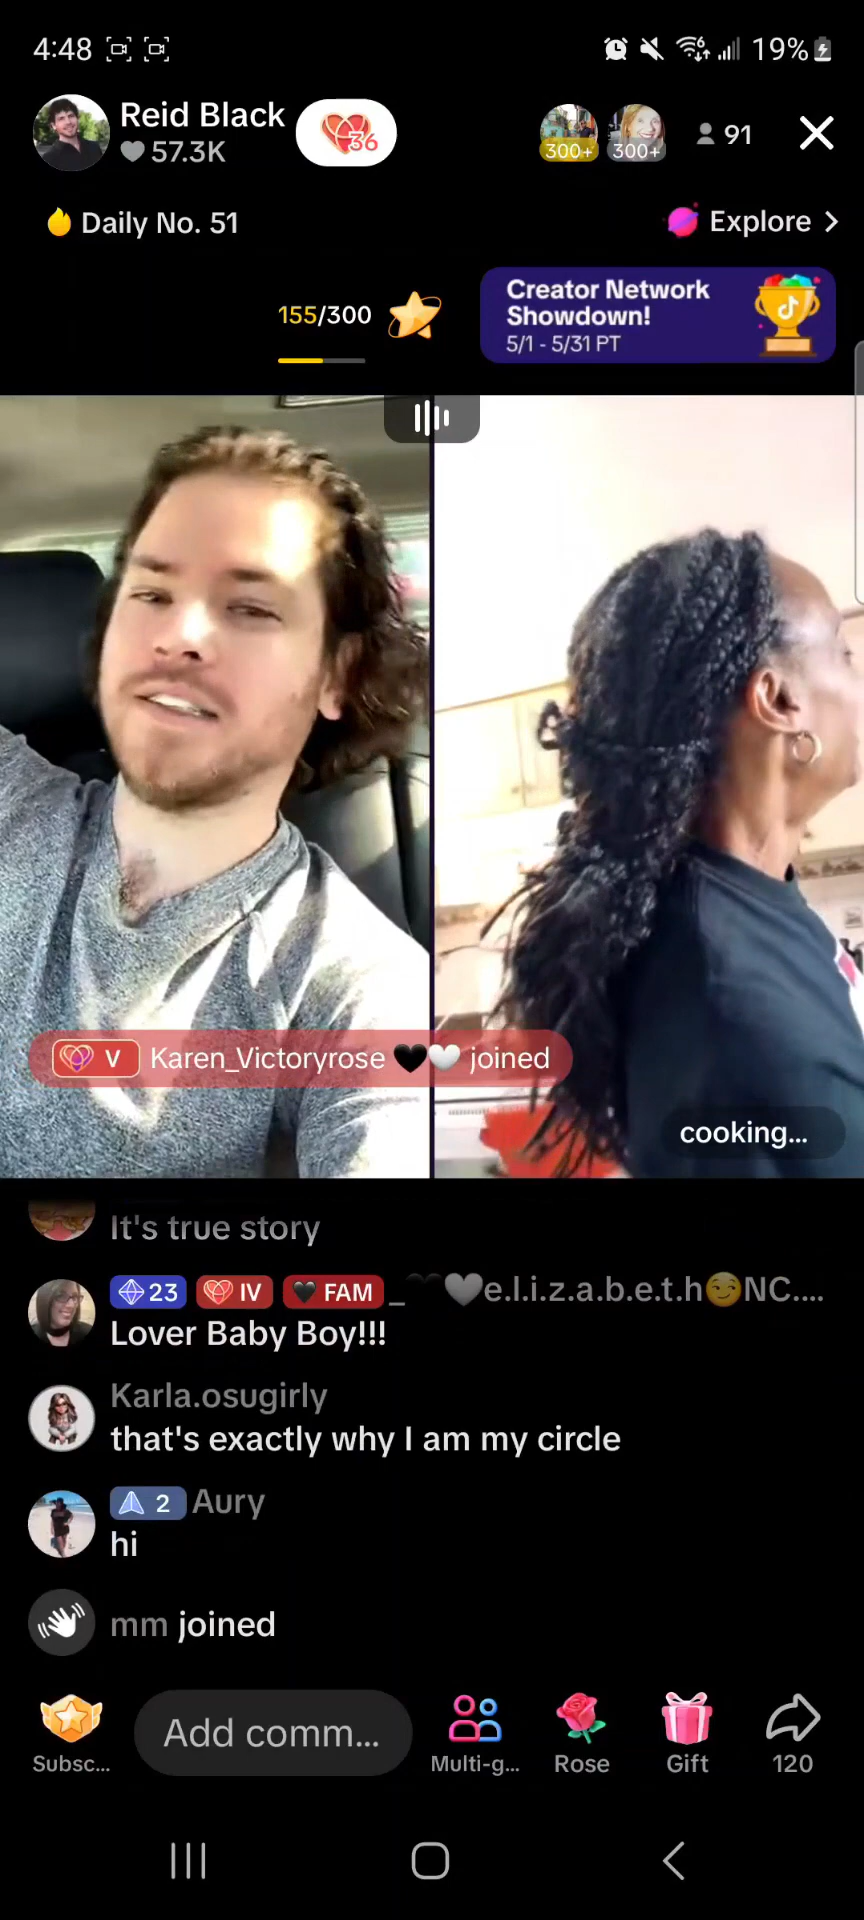 4:48
19%
Reid Black
57.3K
36
300+
300+
91
Daily No. 51
Explore
155/300
Creator Network
Showdown!
5/1 - 5/31 PT
V Karen_Victoryrose 🖤🤍 joined
cooking...
It's true story
23 IV 🖤 FAM _🖤🤍e.l.i.z.a.b.e.t.h😏NC....
Lover Baby Boy!!!
Karla.osugirly
that's exactly why I am my circle
2 Aury
hi
mm joined
Subsc...
Add comm...
Multi-g...
Rose
Gift
120